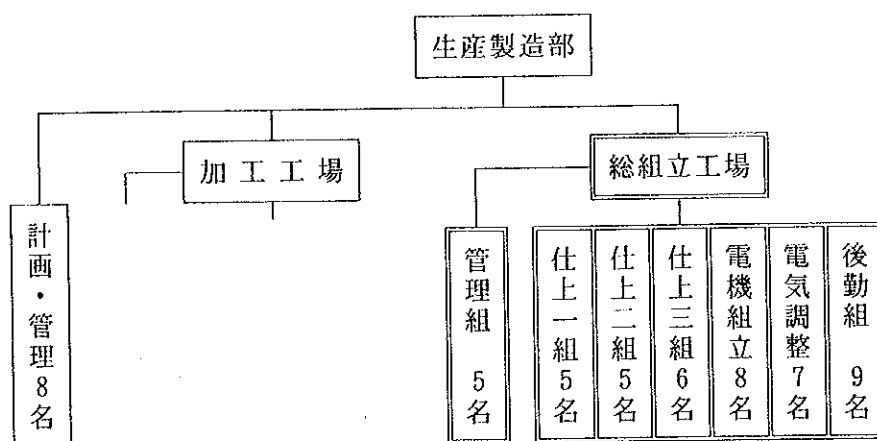 生産製造部
加工工場
総組立工場
計画・管理8名
管理組 5名
仕上一組5名
仕上二組5名
仕上三組6名
電機組立8名
電気調整7名
後勤組 9名